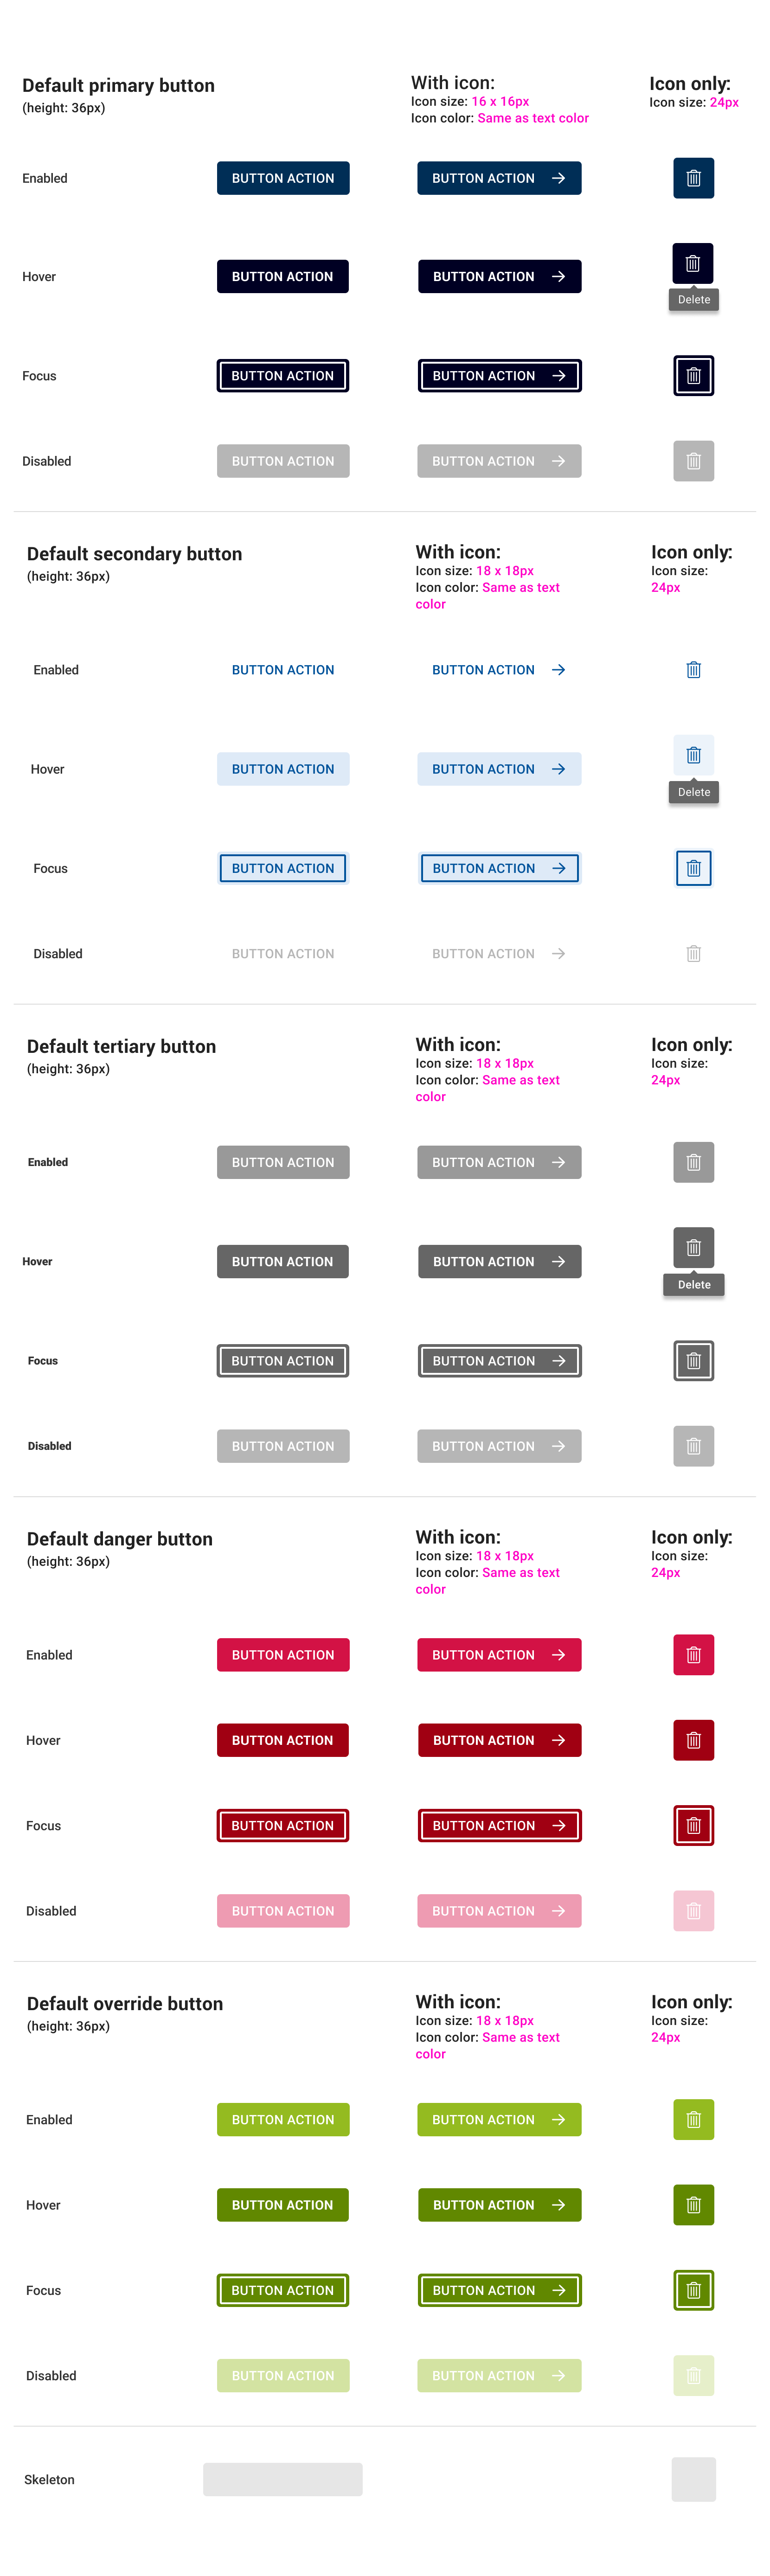 Default primary button
(height: 36px)
With icon:
Icon size: 16 x 16px
Icon color: Same as text color
Icon only:
Icon size: 24px
Enabled
BUTTON ACTION
BUTTON ACTION
Hover
BUTTON ACTION
BUTTON ACTION
Delete
Focus
BUTTON ACTION
BUTTON ACTION
Disabled
BUTTON ACTION
BUTTON ACTION
Default secondary button
(height: 36px)
With icon:
Icon size: 18 x 18px
Icon color: Same as text
color
Icon only:
Icon size:
24px
Enabled
BUTTON ACTION
BUTTON ACTION
Hover
BUTTON ACTION
BUTTON ACTION
Delete
Focus
BUTTON ACTION
BUTTON ACTION
Disabled
BUTTON ACTION
BUTTON ACTION
Default tertiary button
(height: 36px)
With icon:
Icon size: 18 x 18px
Icon color: Same as text
color
Icon only:
Icon size:
24px
Enabled
BUTTON ACTION
BUTTON ACTION
Hover
BUTTON ACTION
BUTTON ACTION
Delete
Focus
BUTTON ACTION
BUTTON ACTION
Disabled
BUTTON ACTION
BUTTON ACTION
Default danger button
(height: 36px)
With icon:
Icon size: 18 x 18px
Icon color: Same as text
color
Icon only:
Icon size:
24px
Enabled
BUTTON ACTION
BUTTON ACTION
Hover
BUTTON ACTION
BUTTON ACTION
Focus
BUTTON ACTION
BUTTON ACTION
Disabled
BUTTON ACTION
BUTTON ACTION
Default override button
(height: 36px)
With icon:
Icon size: 18 x 18px
Icon color: Same as text
color
Icon only:
Icon size:
24px
Enabled
BUTTON ACTION
BUTTON ACTION
Hover
BUTTON ACTION
BUTTON ACTION
Focus
BUTTON ACTION
BUTTON ACTION
Disabled
BUTTON ACTION
BUTTON ACTION
Skeleton